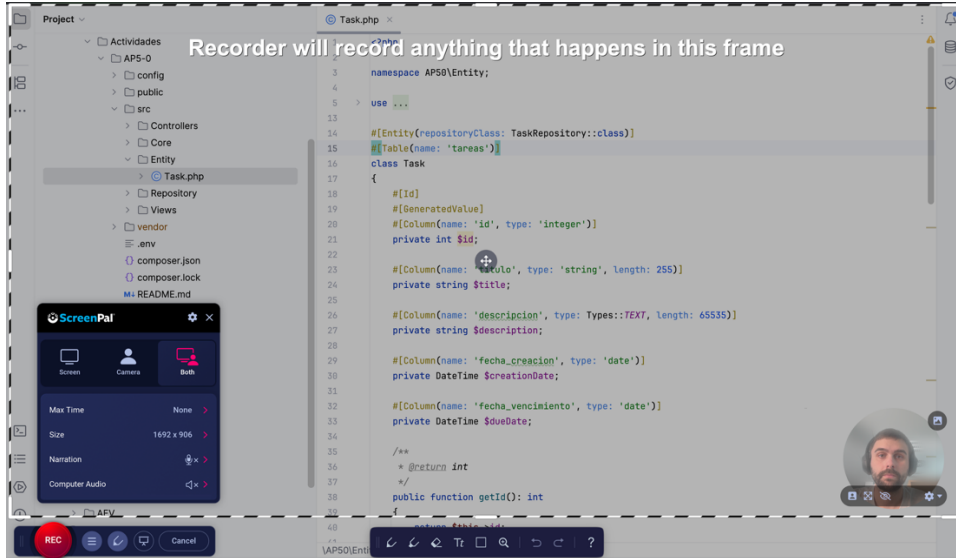 Project
Task.php
Recorder will record anything that happens in this frame
Actividades
AP5-0
config
public
src
Controllers
Core
Entity
Task.php
Repository
Views
vendor
.env
composer.json
composer.lock
M↓ README.md
ScreenPal
Screen
Camera
Both
Max Time
None
Size
1692 x 906
Narration
Computer Audio
AEV
REC
Cancel
<?php
3 namespace AP50\Entity;
4
5 use ...
13
14 #[Entity(repositoryClass: TaskRepository::class)]
15 #[Table(name: 'tareas')]
16 class Task
17 {
18 #[Id]
19 #[GeneratedValue]
20 #[Column(name: 'id', type: 'integer')]
21 private int $id;
22
23 #[Column(name: 'titulo', type: 'string', length: 255)]
24 private string $title;
25
26 #[Column(name: 'descripcion', type: Types::TEXT, length: 65535)]
27 private string $description;
28
29 #[Column(name: 'fecha_creacion', type: 'date')]
30 private DateTime $creationDate;
31
32 #[Column(name: 'fecha_vencimiento', type: 'date')]
33 private DateTime $dueDate;
34
35 /**
36 * @return int
37 */
38 public function getId(): int
39 {
40 return $this->id;
\AP50\Enti
Tt
?